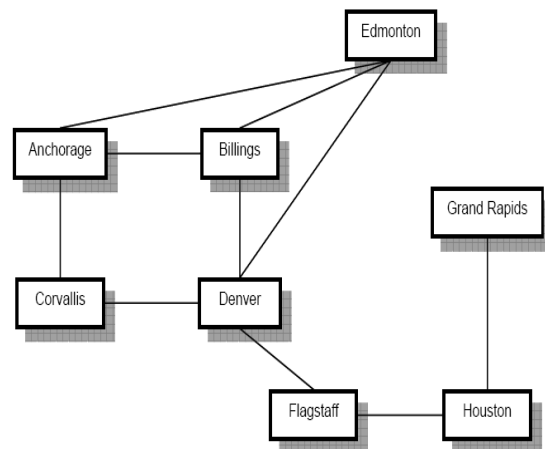 Edmonton
Anchorage
Billings
Grand Rapids
Corvallis
Denver
Flagstaff
Houston